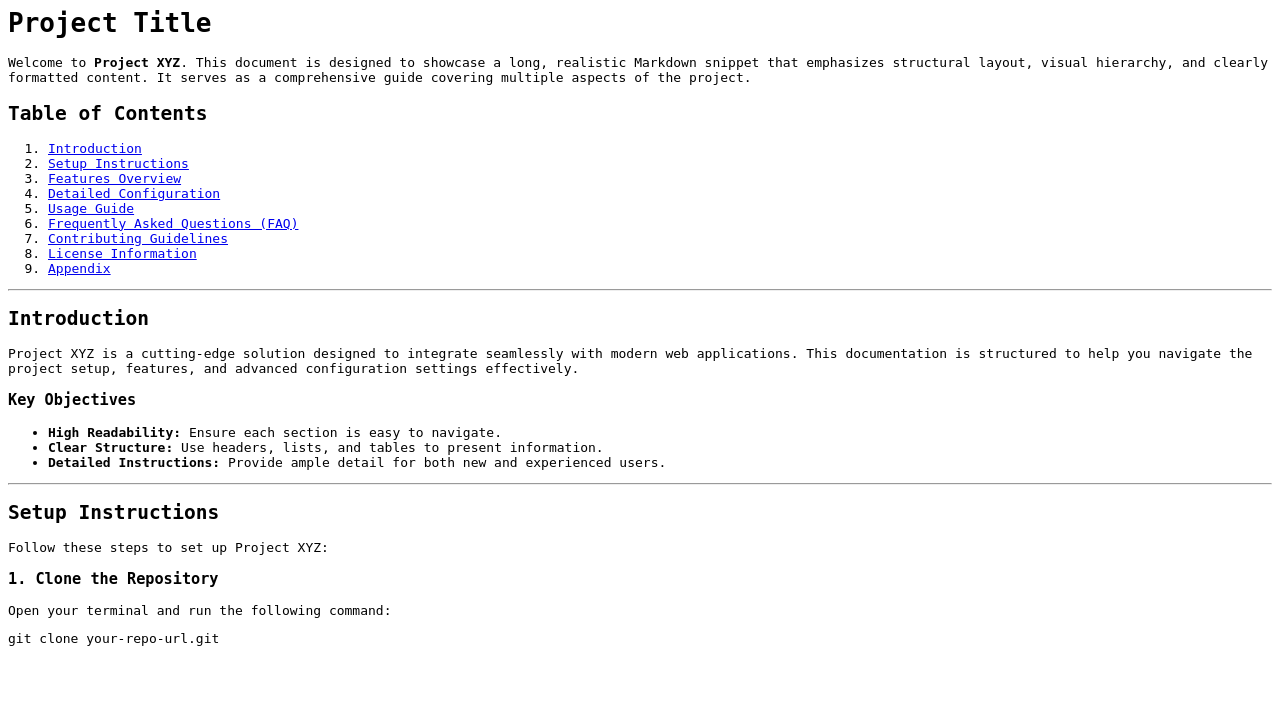 Project Title
Welcome to Project XYZ. This document is designed to showcase a long, realistic Markdown snippet that emphasizes structural layout, visual hierarchy, and clearly
formatted content. It serves as a comprehensive guide covering multiple aspects of the project.
Table of Contents
1. Introduction
2. Setup Instructions
3. Features Overview
4. Detailed Configuration
5. Usage Guide
6. Frequently Asked Questions (FAQ)
7. Contributing Guidelines
8. License Information
9. Appendix
Introduction
Project XYZ is a cutting-edge solution designed to integrate seamlessly with modern web applications. This documentation is structured to help you navigate the
project setup, features, and advanced configuration settings effectively.
Key Objectives
• High Readability: Ensure each section is easy to navigate.
• Clear Structure: Use headers, lists, and tables to present information.
• Detailed Instructions: Provide ample detail for both new and experienced users.
Setup Instructions
Follow these steps to set up Project XYZ:
1. Clone the Repository
Open your terminal and run the following command:
git clone your-repo-url.git